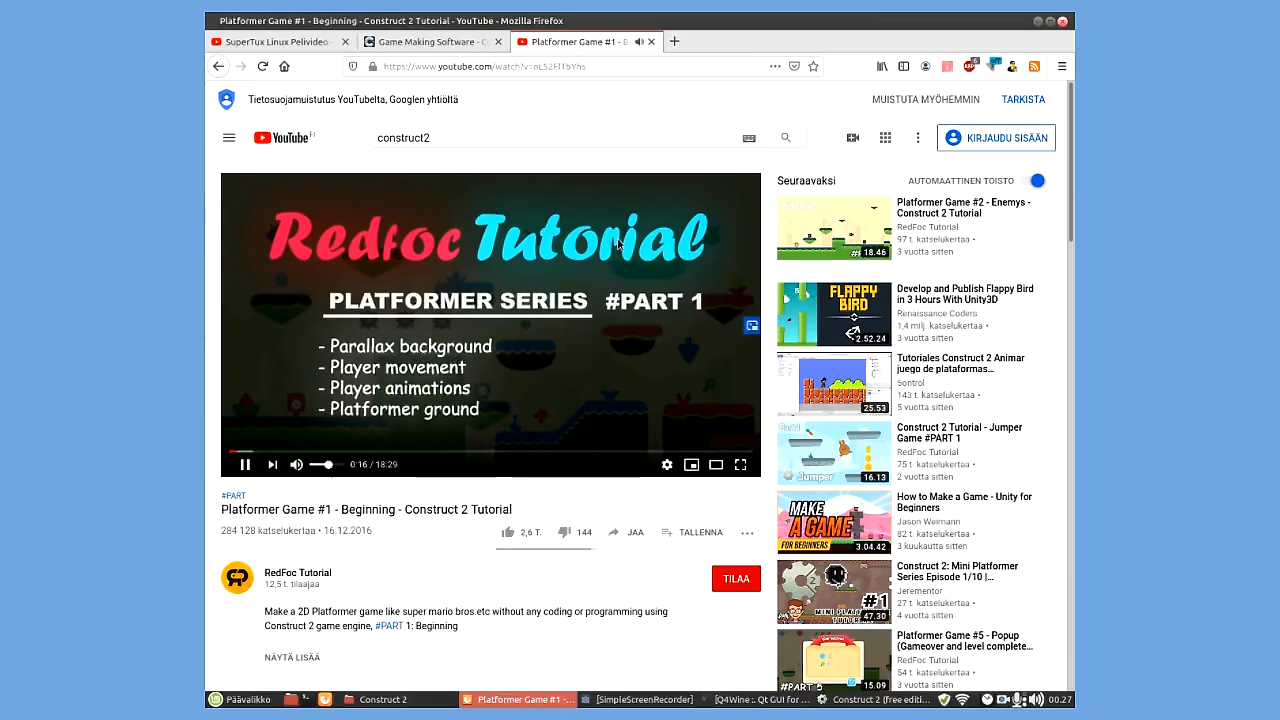 Platformer Game #1 - Beginning - Construct 2 Tutorial - YouTube - Mozilla Firefox
SuperTux Linux Pelivideo
Game Making Software - C
Platformer Game #1 - B
Tietosuojamuistutus YouTubelta, Googlen yhtiöltä
MUISTUTA MYÖHEMMIN
TARKISTA
YouTube FI
construct2
KIRJAUDU SISÄÄN
Redfoc Tutorial
PLATFORMER SERIES #PART 1
- Parallax background
- Player movement
- Player animations
- Platformer ground
0:16 / 18:29
#PART
Platformer Game #1 - Beginning - Construct 2 Tutorial
284 128 katselukertaa • 16.12.2016
2,6 T.
144
JAA
TALLENNA
RedFoc Tutorial
12,5 t. tilaajaa
TILAA
Make a 2D Platformer game like super mario bros.etc without any coding or programming using
Construct 2 game engine, #PART 1: Beginning
NÄYTÄ LISÄÄ
Seuraavaksi
AUTOMAATTINEN TOISTO
18.46
Platformer Game #2 - Enemys -
Construct 2 Tutorial
RedFoc Tutorial
97 t. katselukertaa •
3 vuotta sitten
FLAPPY
BIRD
2.52.24
Develop and Publish Flappy Bird
in 3 Hours With Unity3D
Renaissance Coders
1,4 milj. katselukertaa •
3 vuotta sitten
25.53
Tutoriales Construct 2 Animar
juego de plataformas…
5ontrol
143 t. katselukertaa •
5 vuotta sitten
Part1
Jumper
16.13
Construct 2 Tutorial - Jumper
Game #PART 1
RedFoc Tutorial
75 t. katselukertaa •
2 vuotta sitten
MAKE
A GAME
FOR BEGINNERS
3.04.42
How to Make a Game - Unity for
Beginners
Jason Weimann
82 t. katselukertaa •
3 kuukautta sitten
#1
47.30
Construct 2: Mini Platformer
Series Episode 1/10 |…
Jerementor
27 t. katselukertaa •
4 vuotta sitten
#PART 5
15.09
Platformer Game #5 - Popup
(Gameover and level complete…
RedFoc Tutorial
54 t. katselukertaa •
3 vuotta sitten
Päävalikko
Construct 2
Platformer Game #1 -…
[SimpleScreenRecorder]
[Q4Wine :. Qt GUI for …
Construct 2 (free editi…
00.27